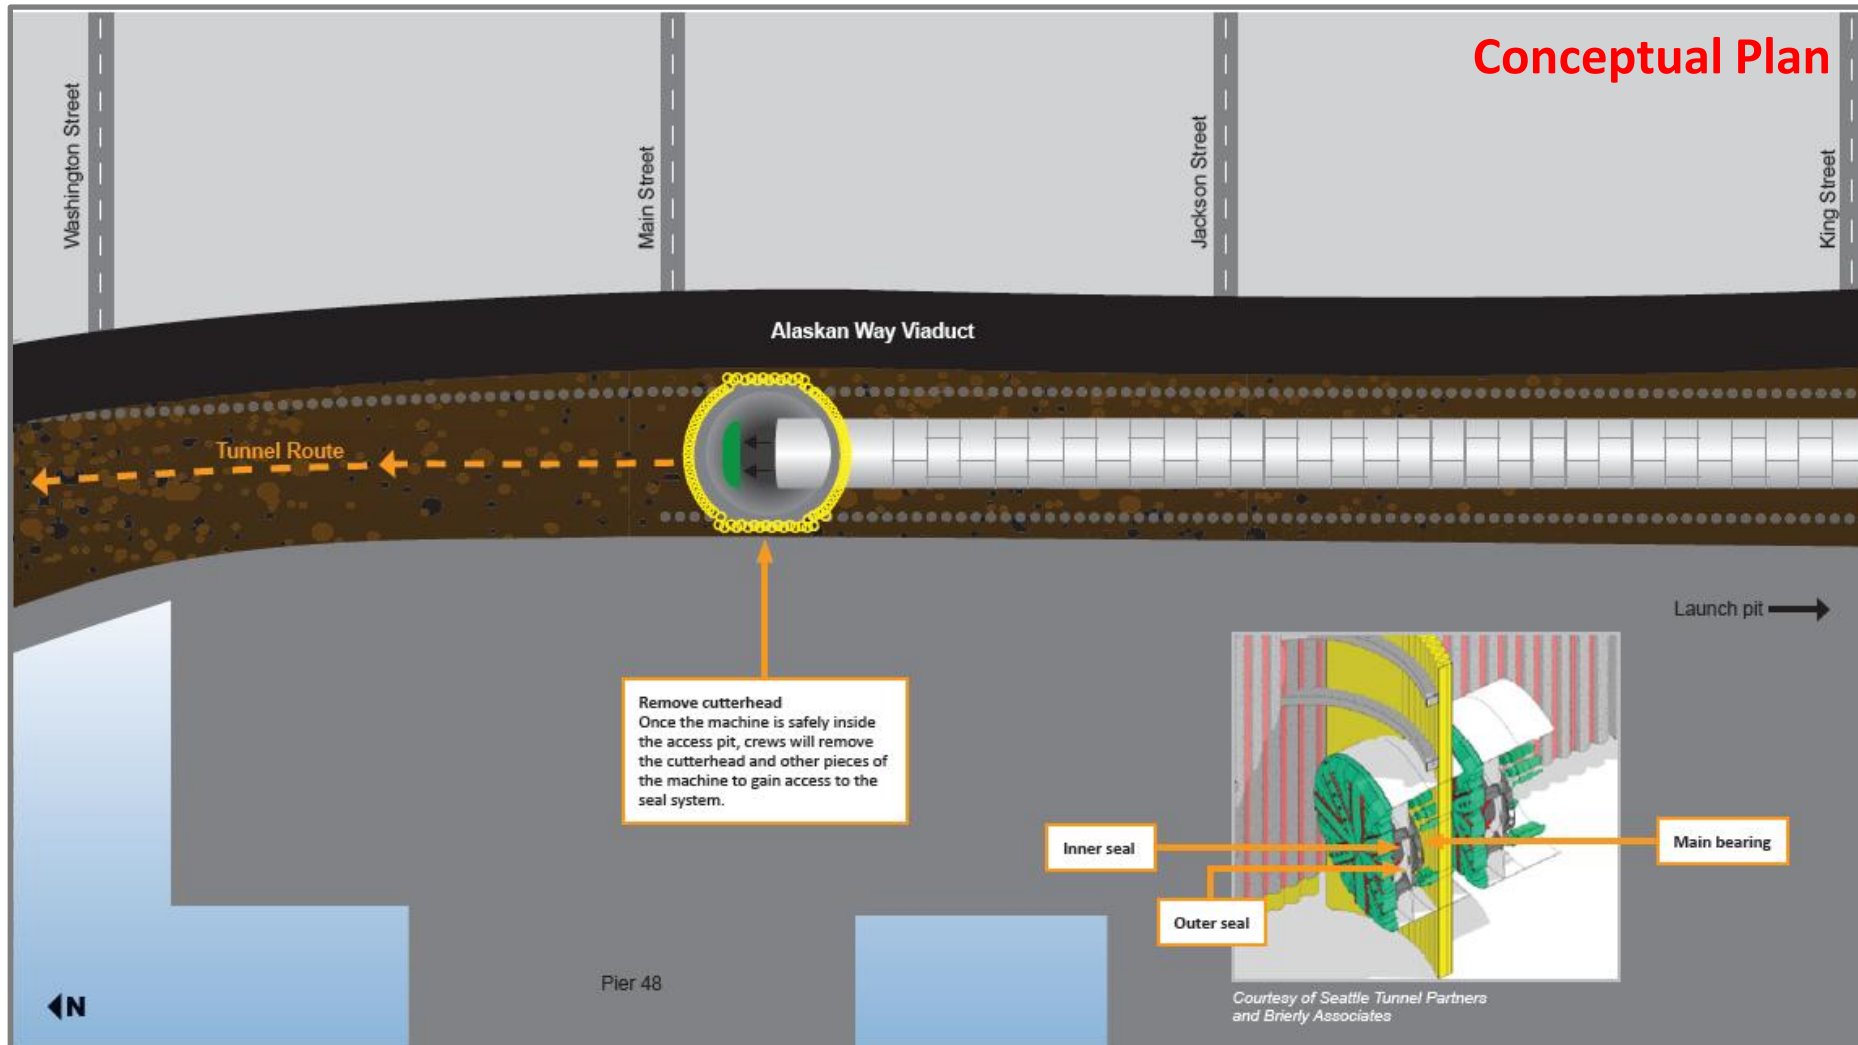 Conceptual Plan
Washington Street
Main Street
Jackson Street
King Street
Alaskan Way Viaduct
Tunnel Route
Launch pit
Remove cutterhead
Once the machine is safely inside
the access pit, crews will remove
the cutterhead and other pieces of
the machine to gain access to the
seal system.
Inner seal
Main bearing
Outer seal
Pier 48
N
Courtesy of Seattle Tunnel Partners
and Brierly Associates